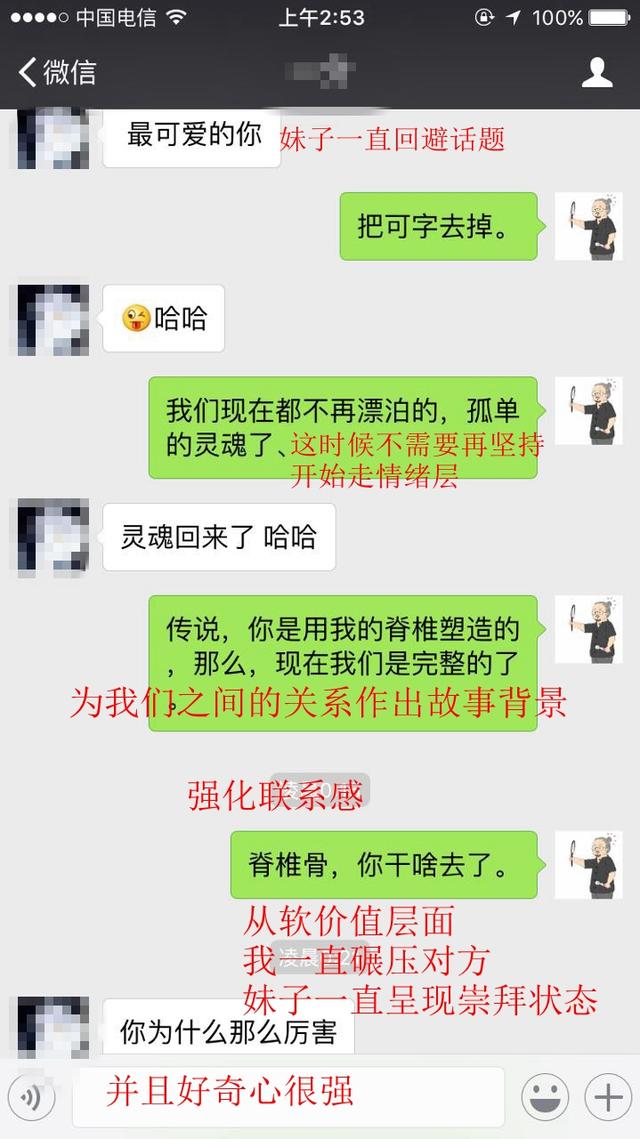 中国电信
上午2:53
100%
微信
最可爱的你
妹子一直回避话题
把可字去掉。
哈哈
我们现在都不再漂泊的，孤单
的灵魂了、
这时候不需要再坚持
开始走情绪层
灵魂回来了 哈哈
传说，你是用我的脊椎塑造的
，那么，现在我们是完整的了
。
为我们之间的关系作出故事背景
强化联系感
脊椎骨，你干啥去了。
从软价值层面
凌晨
我一直碾压对方
妹子一直呈现崇拜状态
你为什么那么厉害
并且好奇心很强